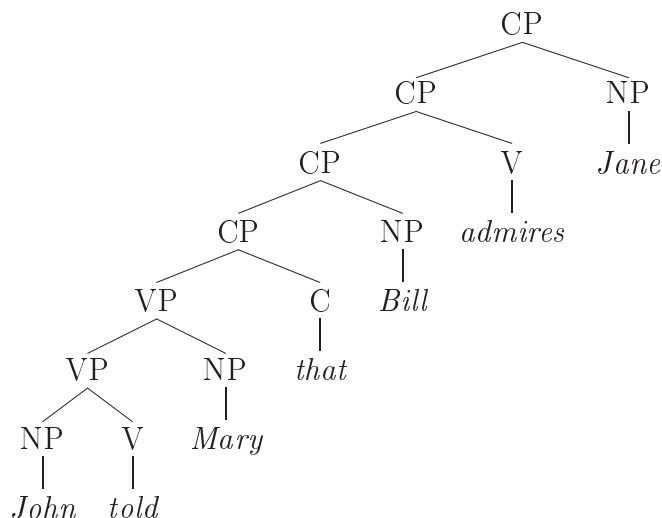 CP
CP NP
CP V Jane
CP NP admires
VP C Bill
VP NP that
NP V Mary
John told